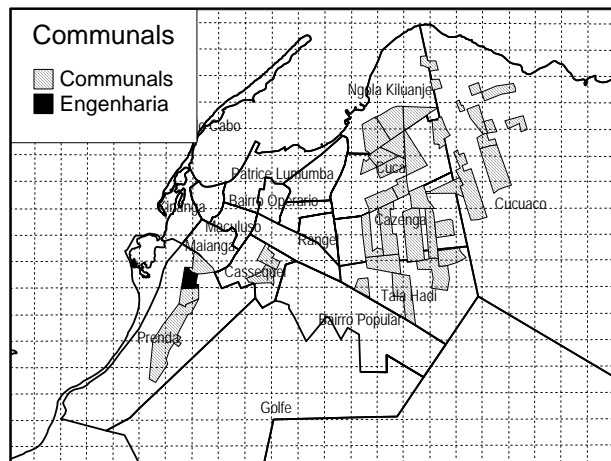 Communals
Communals
Engenharia
Ngola Kiluanje
Cabo
Patrice Lumumba
Cuca
Bairro Operario
Kinanga
Cucuaco
Cazenga
Maculuso
Rangel
Maianga
Cassequel
Tala Hadi
Bairro Popular
Prenda
Golfe